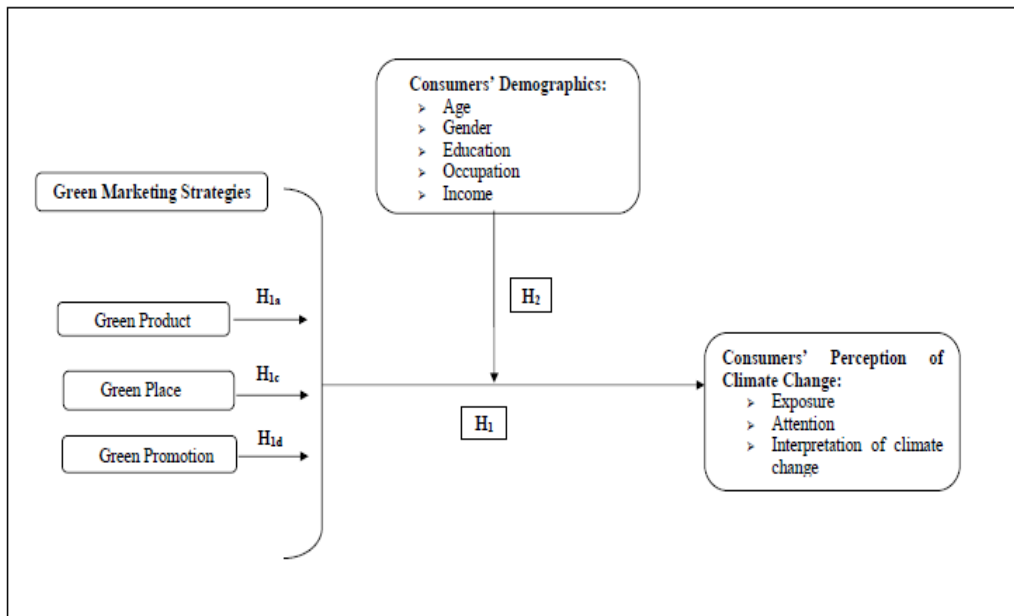 Consumers’ Demographics:
➤ Age
➤ Gender
➤ Education
➤ Occupation
➤ Income
Green Marketing Strategies
H1a
Green Product
H2
H1c
Green Place
H1
H1d
Green Promotion
Consumers’ Perception of
Climate Change:
➤ Exposure
➤ Attention
➤ Interpretation of climate
change